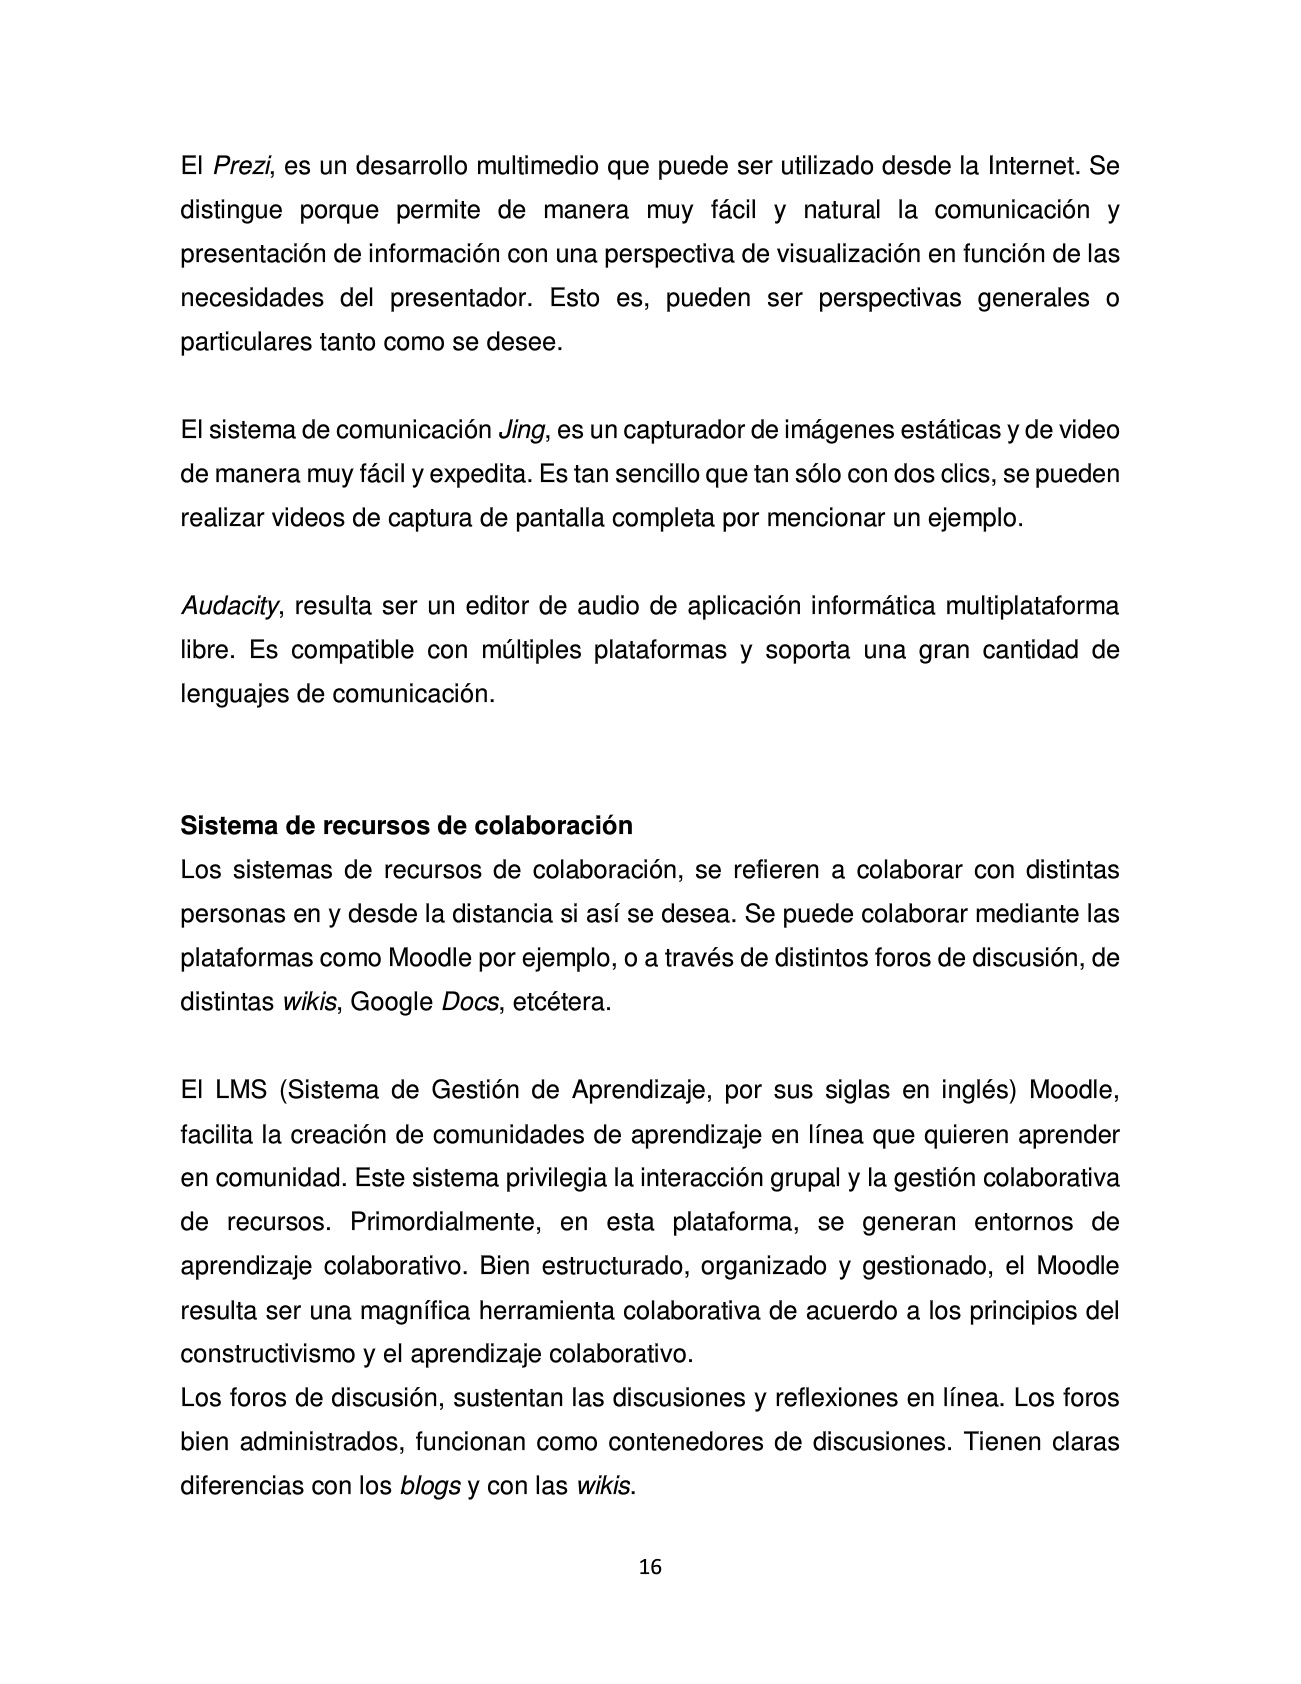 El Prezi, es un desarrollo multimedio que puede ser utilizado desde la Internet. Se
distingue porque permite de manera muy fácil y natural la comunicación y
presentación de información con una perspectiva de visualización en función de las
necesidades del presentador. Esto es, pueden ser perspectivas generales o
particulares tanto como se desee.
El sistema de comunicación Jing, es un capturador de imágenes estáticas y de video
de manera muy fácil y expedita. Es tan sencillo que tan sólo con dos clics, se pueden
realizar videos de captura de pantalla completa por mencionar un ejemplo.
Audacity, resulta ser un editor de audio de aplicación informática multiplataforma
libre. Es compatible con múltiples plataformas y soporta una gran cantidad de
lenguajes de comunicación.
Sistema de recursos de colaboración
Los sistemas de recursos de colaboración, se refieren a colaborar con distintas
personas en y desde la distancia si así se desea. Se puede colaborar mediante las
plataformas como Moodle por ejemplo, o a través de distintos foros de discusión, de
distintas wikis, Google Docs, etcétera.
El LMS (Sistema de Gestión de Aprendizaje, por sus siglas en inglés) Moodle,
facilita la creación de comunidades de aprendizaje en línea que quieren aprender
en comunidad. Este sistema privilegia la interacción grupal y la gestión colaborativa
de recursos. Primordialmente, en esta plataforma, se generan entornos de
aprendizaje colaborativo. Bien estructurado, organizado y gestionado, el Moodle
resulta ser una magnífica herramienta colaborativa de acuerdo a los principios del
constructivismo y el aprendizaje colaborativo.
Los foros de discusión, sustentan las discusiones y reflexiones en línea. Los foros
bien administrados, funcionan como contenedores de discusiones. Tienen claras
diferencias con los blogs y con las wikis.
16